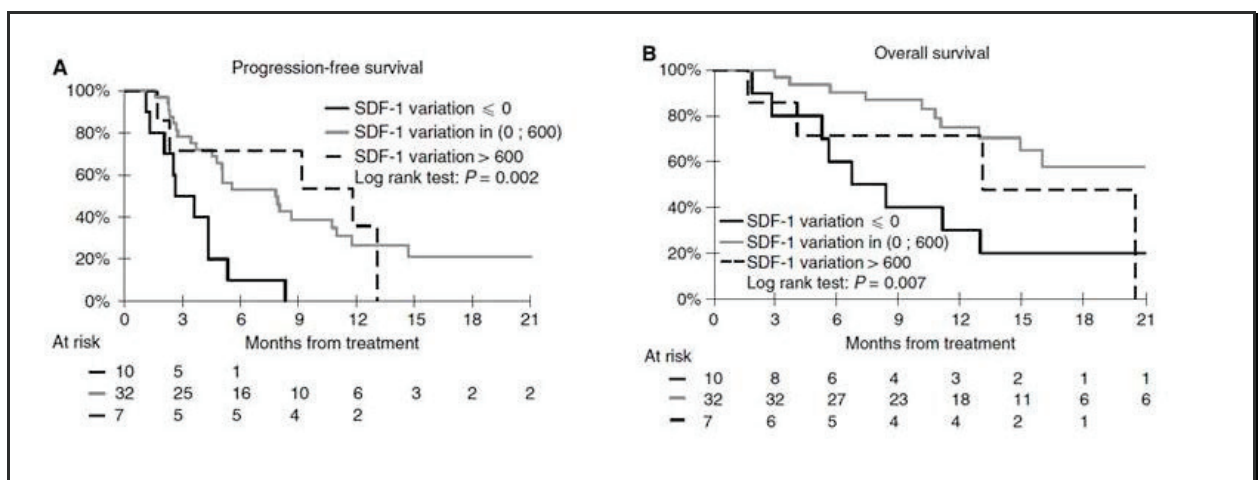 A
Progression-free survival
100%
80%
60%
40%
20%
0%
SDF-1 variation ⩽ 0
SDF-1 variation in (0 ; 600)
SDF-1 variation > 600
Log rank test: P = 0.002
0 3 6 9 12 15 18 21
Months from treatment
At risk
10 5 1
32 25 16 10 6 3 2 2
7 5 5 4 2
B
Overall survival
100%
80%
60%
40%
20%
0%
SDF-1 variation ⩽ 0
SDF-1 variation in (0 ; 600)
SDF-1 variation > 600
Log rank test: P = 0.007
0 3 6 9 12 15 18 21
Months from treatment
At risk
10 8 6 4 3 2 1 1
32 32 27 23 18 11 6 6
7 6 5 4 4 2 1